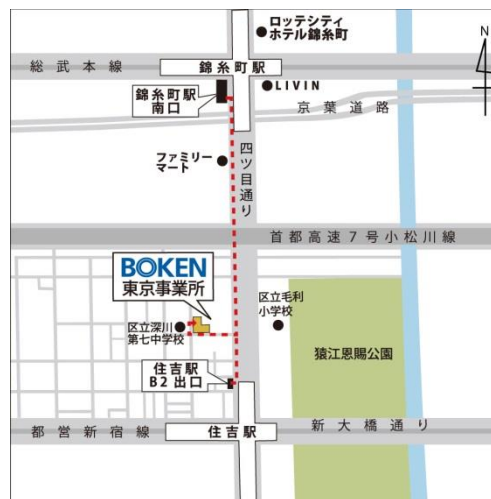 ロッテシティ
ホテル錦糸町
N
総武本線
錦糸町駅
錦糸町駅
南口
LIVIN
京葉道路
ファミリー
マート
四ツ目通り
首都高速7号小松川線
BOKEN
東京事業所
区立深川
第七中学校
区立毛利
小学校
猿江恩賜公園
住吉駅
B2出口
都営新宿線
住吉駅
新大橋通り